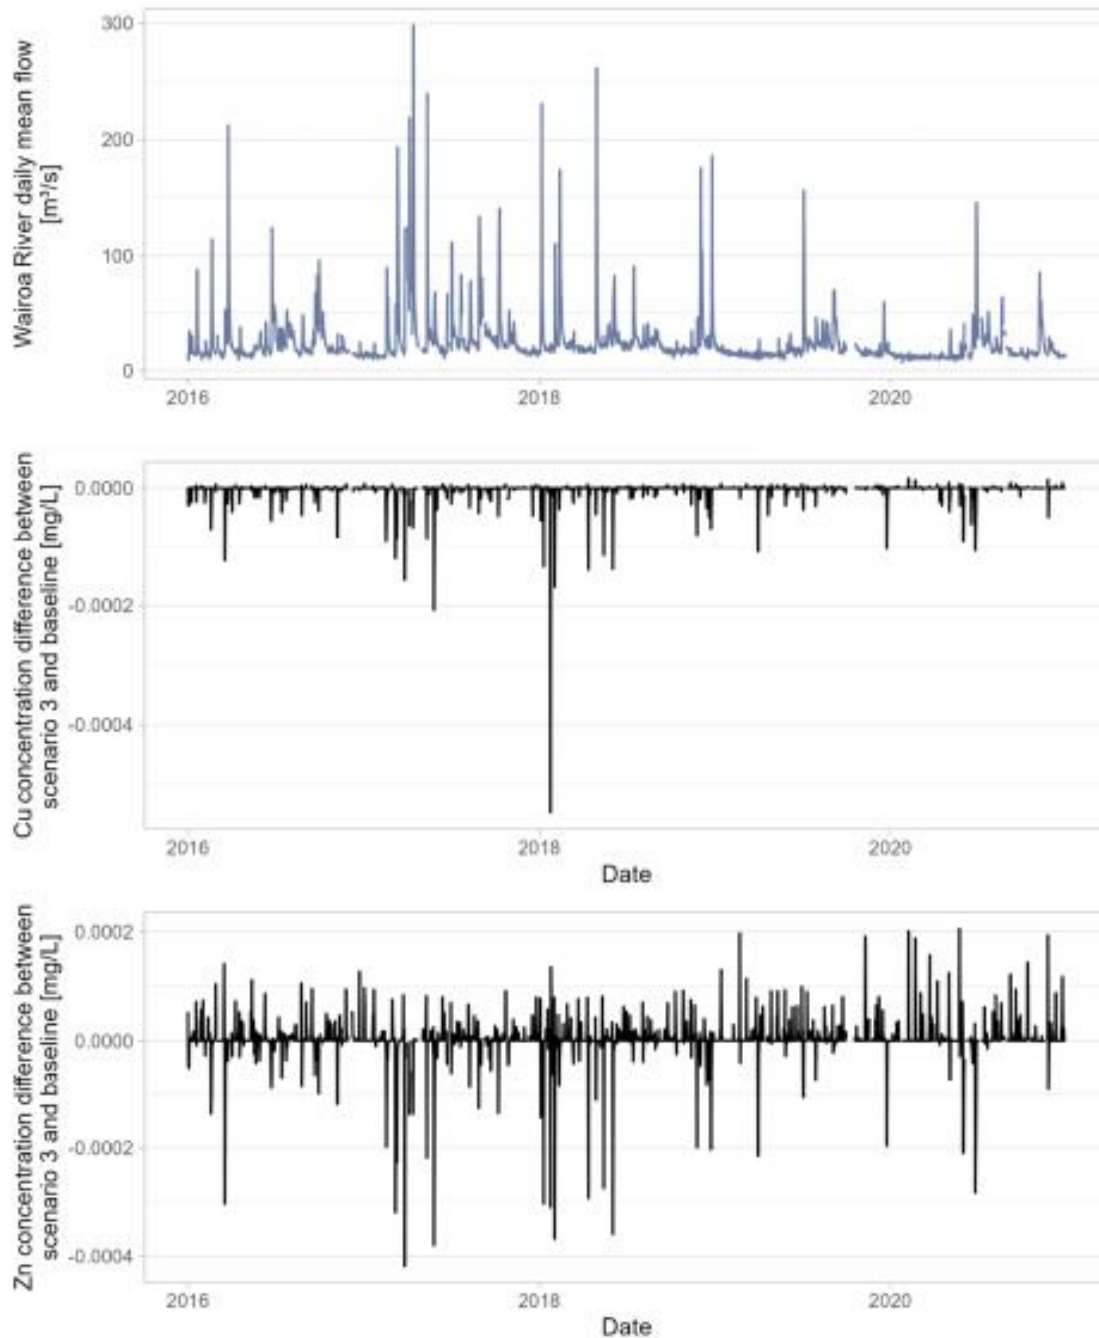 Wairoa River daily mean flow
[m³/s]
300
200
100
0
2016
2018
2020
Cu concentration difference between
scenario 3 and baseline [mg/L]
0.0000
-0.0002
-0.0004
2016
2018
2020
Date
Zn concentration difference between
scenario 3 and baseline [mg/L]
0.0002
0.0000
-0.0002
-0.0004
2016
2018
2020
Date